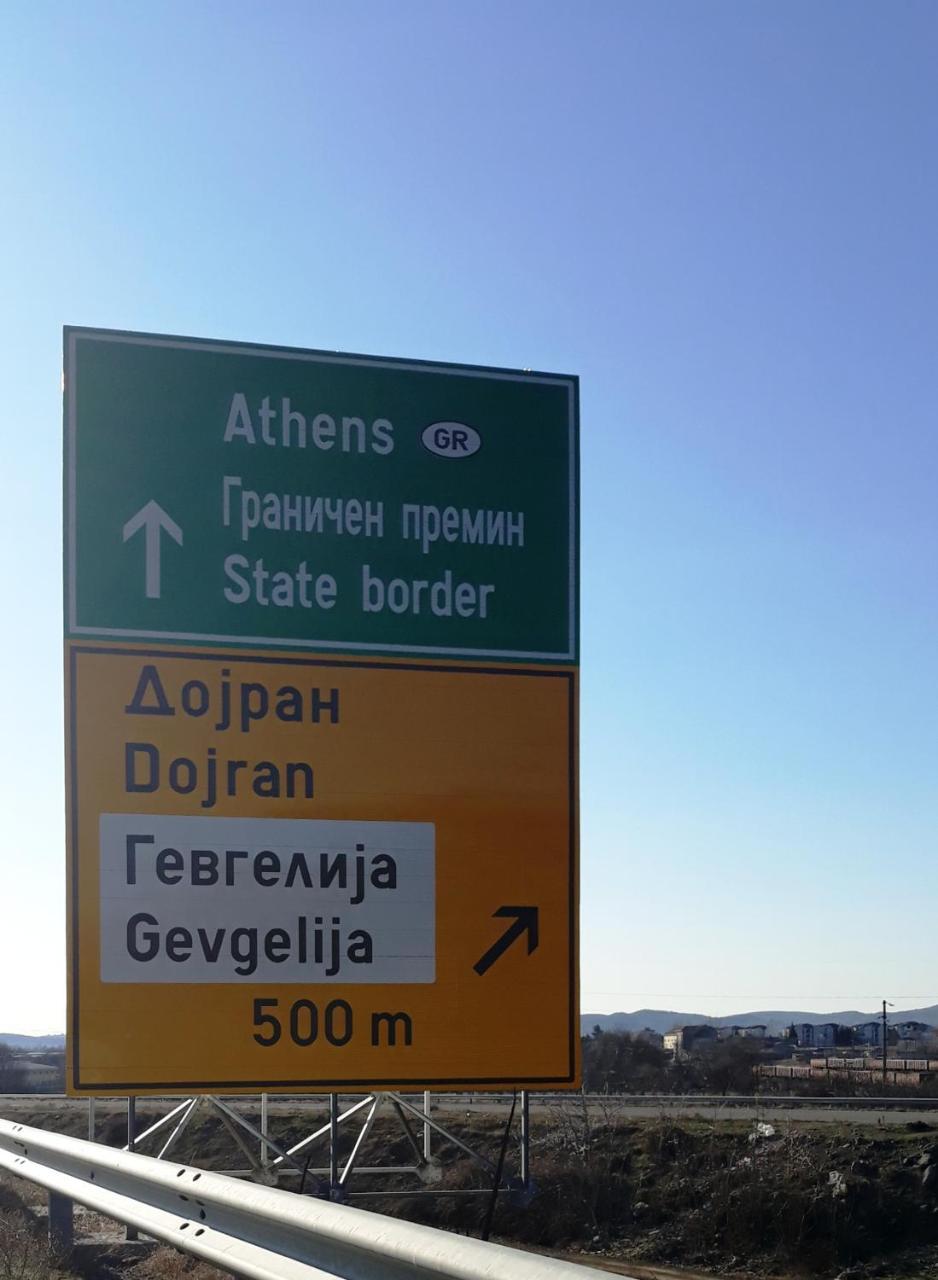 Athens GR
Граничен премин
State border
Дојран
Dojran
Гевгелија
Gevgelija
500 m